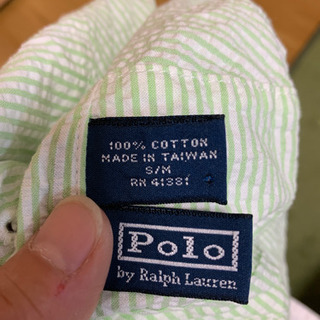 100% COTTON
MADE IN TAIWAN
S/M
RN 41381
Polo
by Ralph Lauren